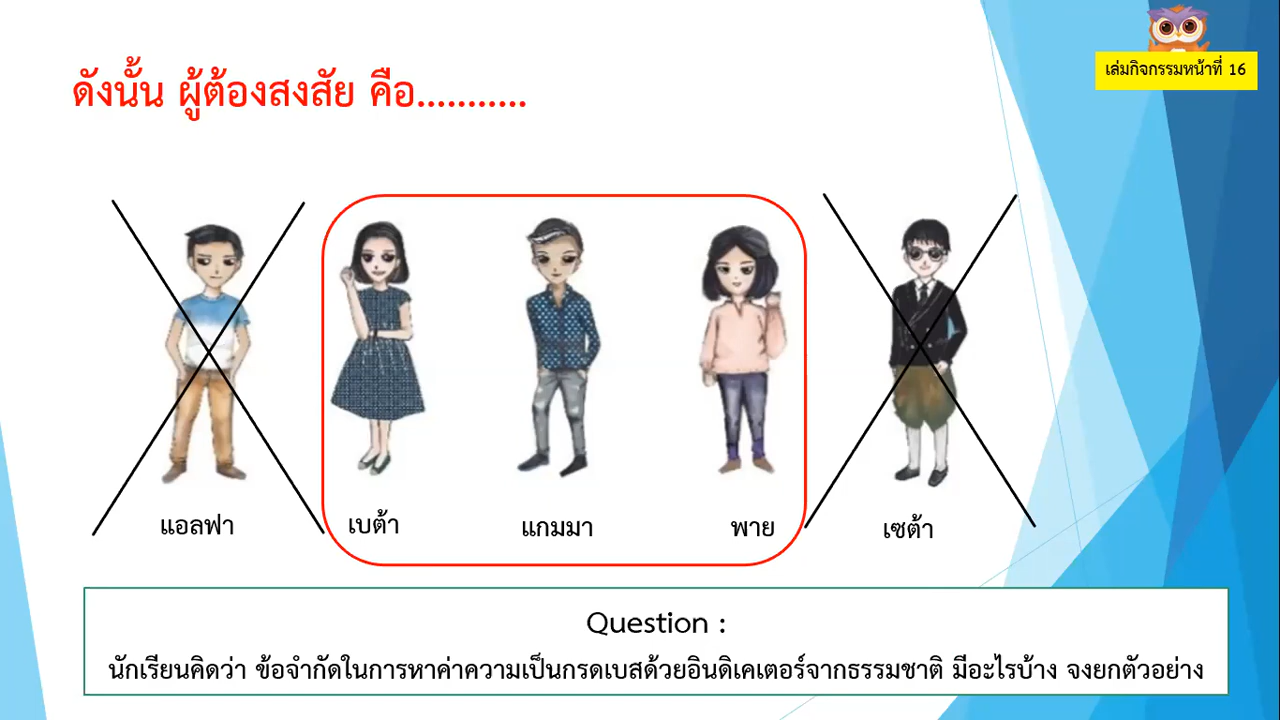 เล่มกิจกรรมหน้าที่ 16
ดังนั้น ผู้ต้องสงสัย คือ...........
แอลฟา
เบต้า
แกมมา
พาย
เซต้า
Question :
นักเรียนคิดว่า ข้อจำกัดในการหาค่าความเป็นกรดเบสด้วยอินดิเคเตอร์จากธรรมชาติ มีอะไรบ้าง จงยกตัวอย่าง